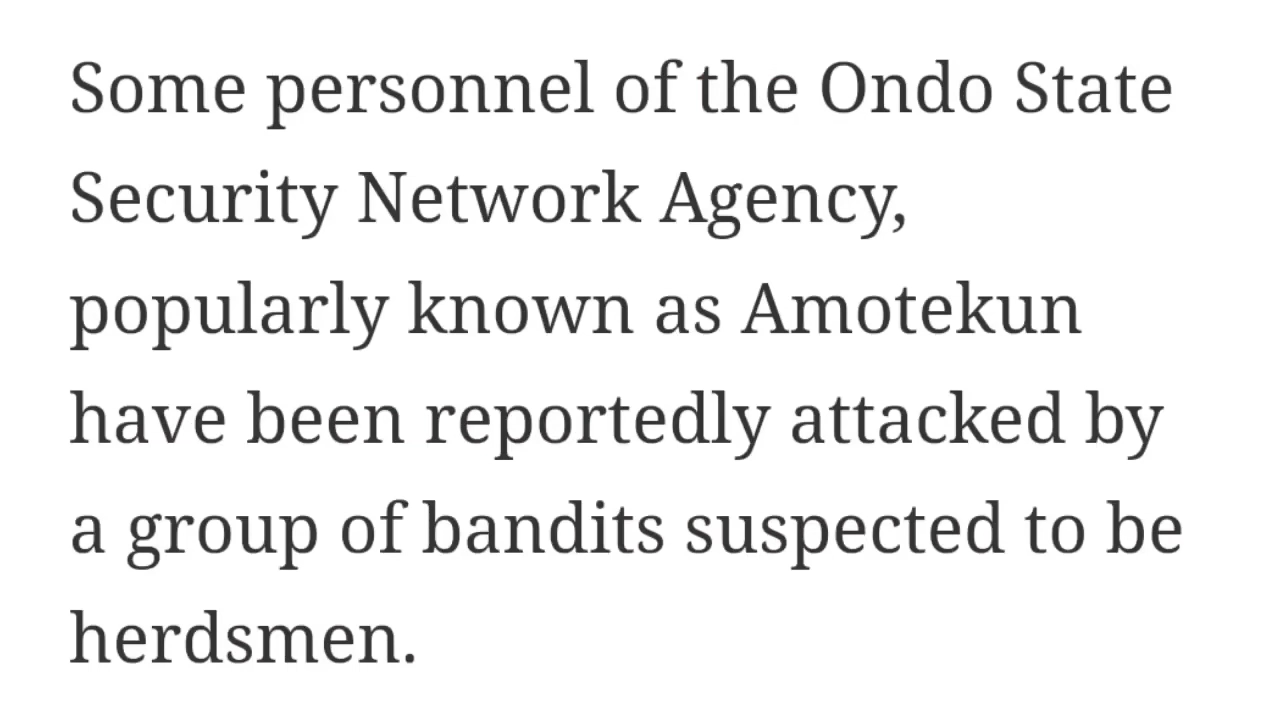 Some personnel of the Ondo State
Security Network Agency,
popularly known as Amotekun
have been reportedly attacked by
a group of bandits suspected to be
herdsmen.